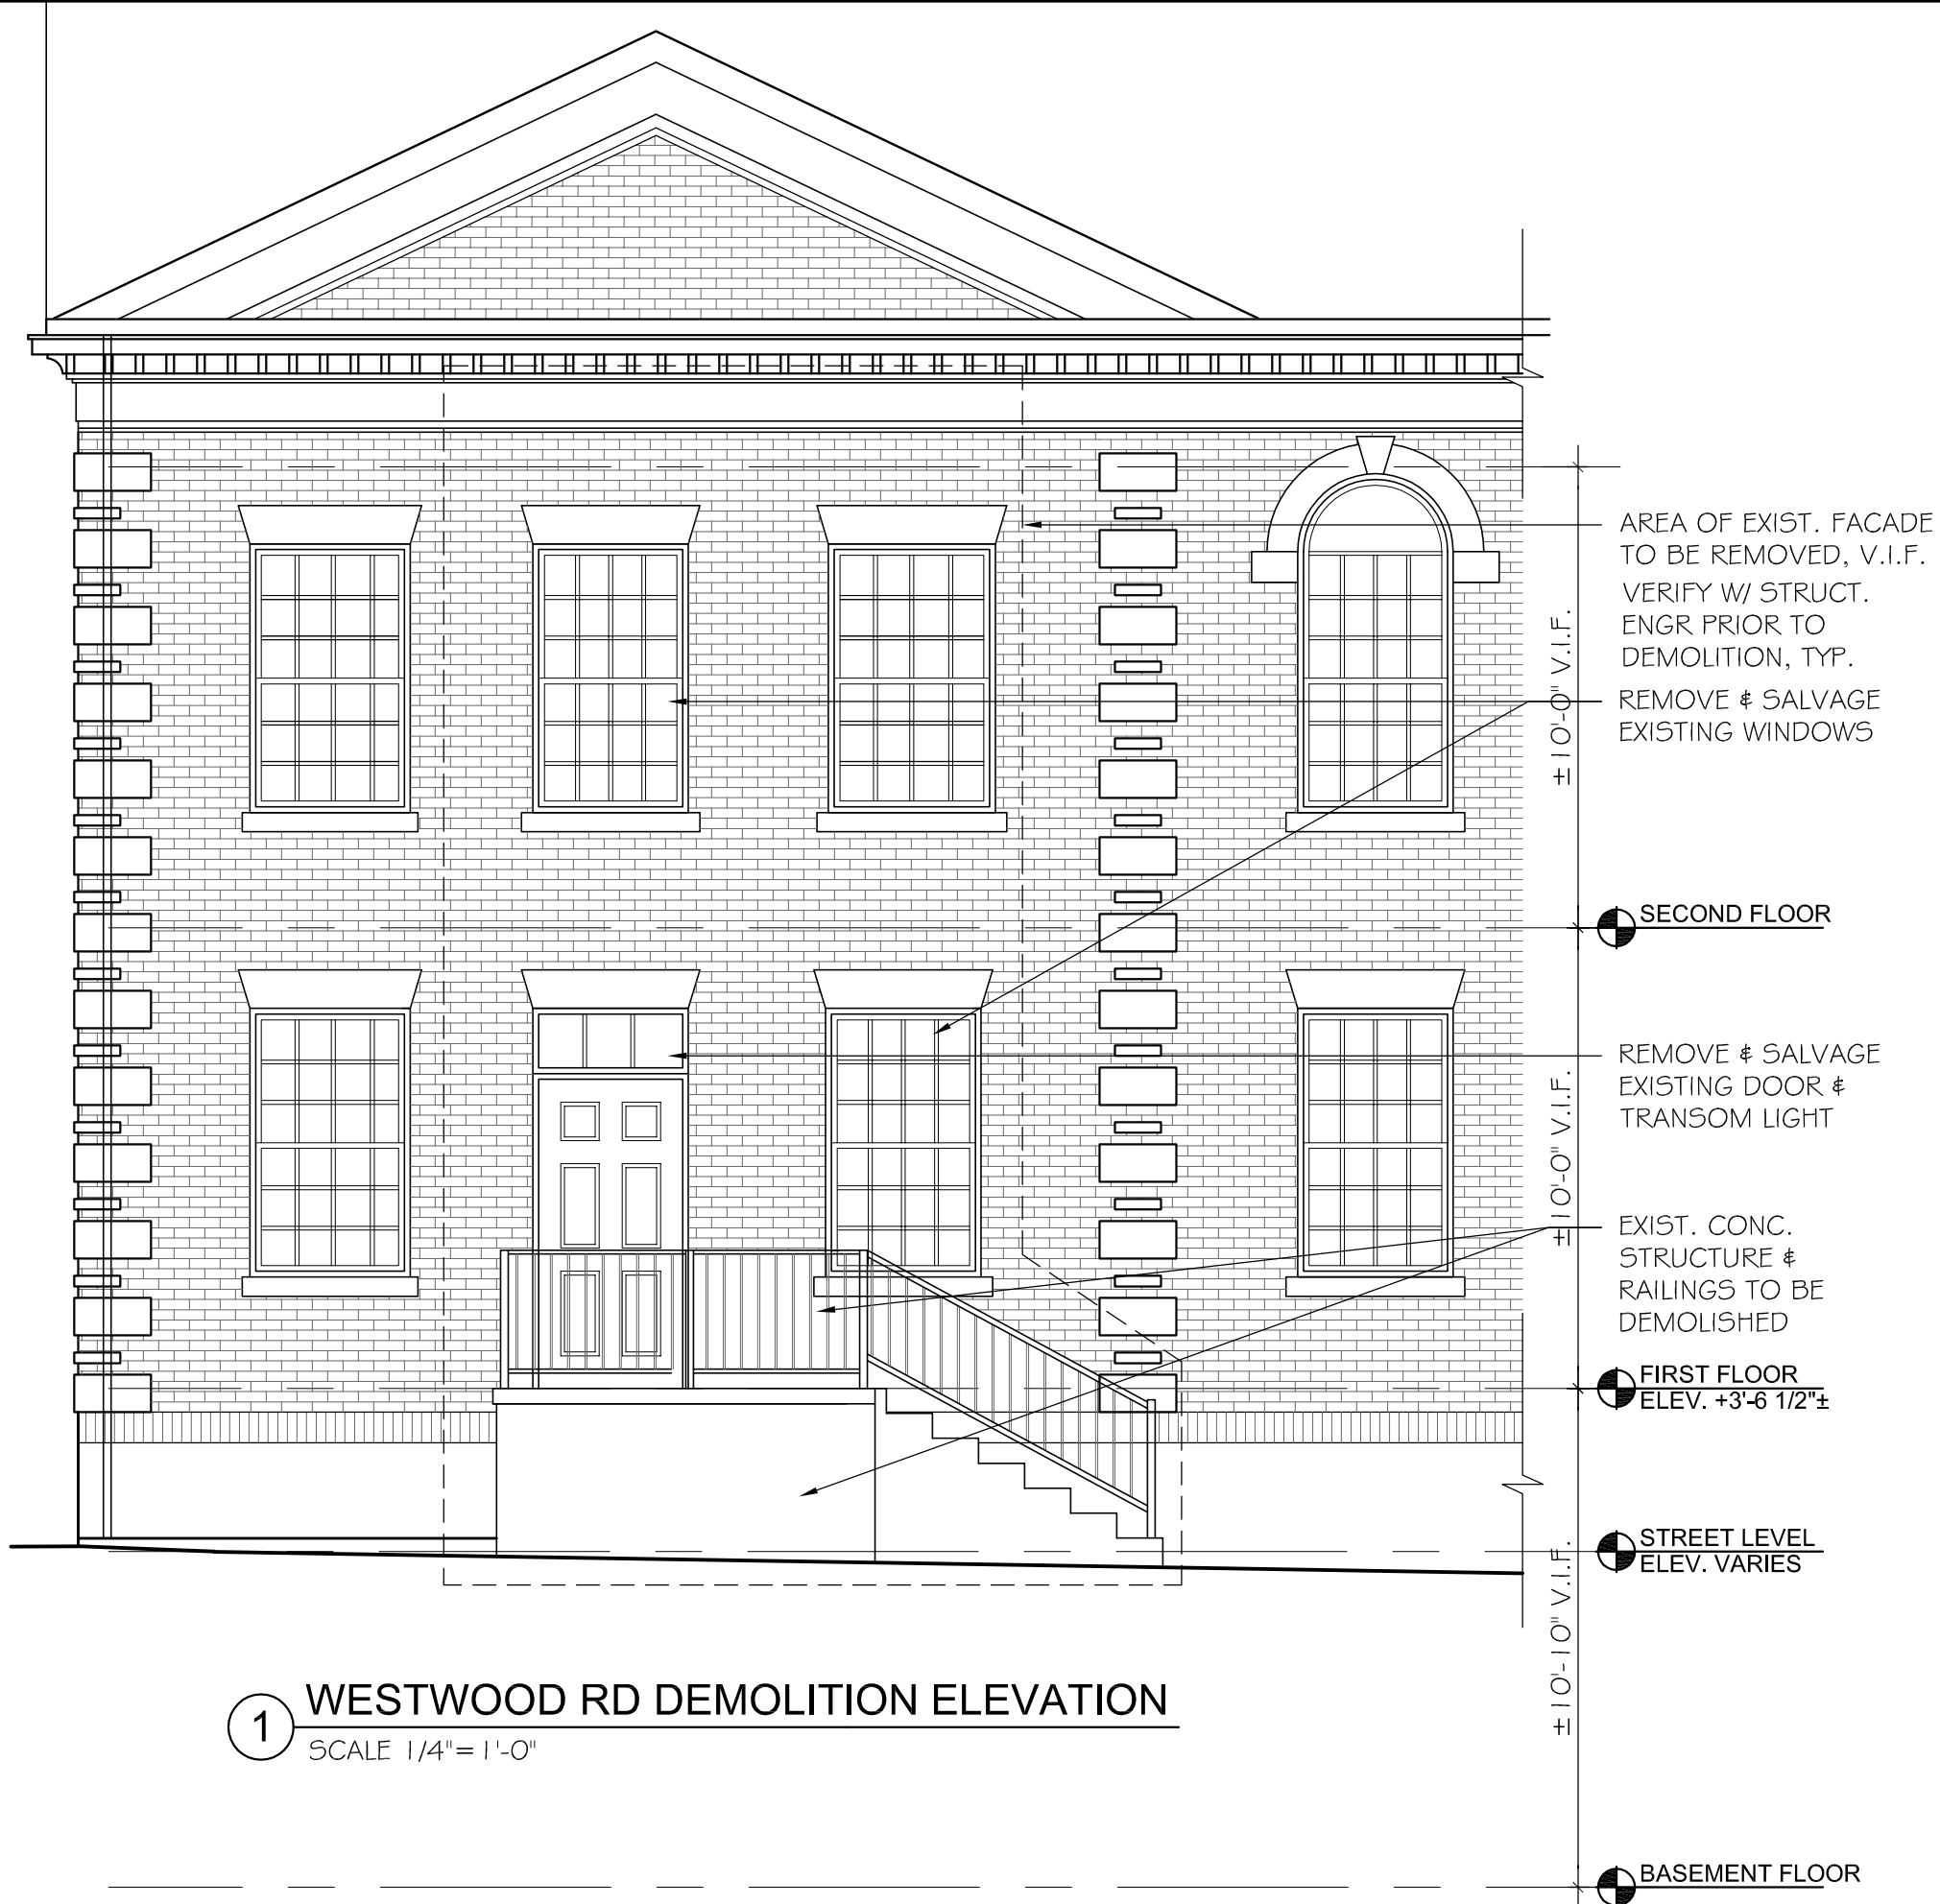 AREA OF EXIST. FACADE
TO BE REMOVED, V.I.F.
VERIFY W/ STRUCT.
ENGR PRIOR TO
DEMOLITION, TYP.
REMOVE & SALVAGE
EXISTING WINDOWS
±10'-0" V.I.F.
SECOND FLOOR
REMOVE & SALVAGE
EXISTING DOOR &
TRANSOM LIGHT
±10'-0" V.I.F.
EXIST. CONC.
STRUCTURE &
RAILINGS TO BE
DEMOLISHED
FIRST FLOOR
ELEV. +3'-6 1/2"±
STREET LEVEL
ELEV. VARIES
±10'-10" V.I.F.
BASEMENT FLOOR
1 WESTWOOD RD DEMOLITION ELEVATION
SCALE 1/4"= 1'-0"